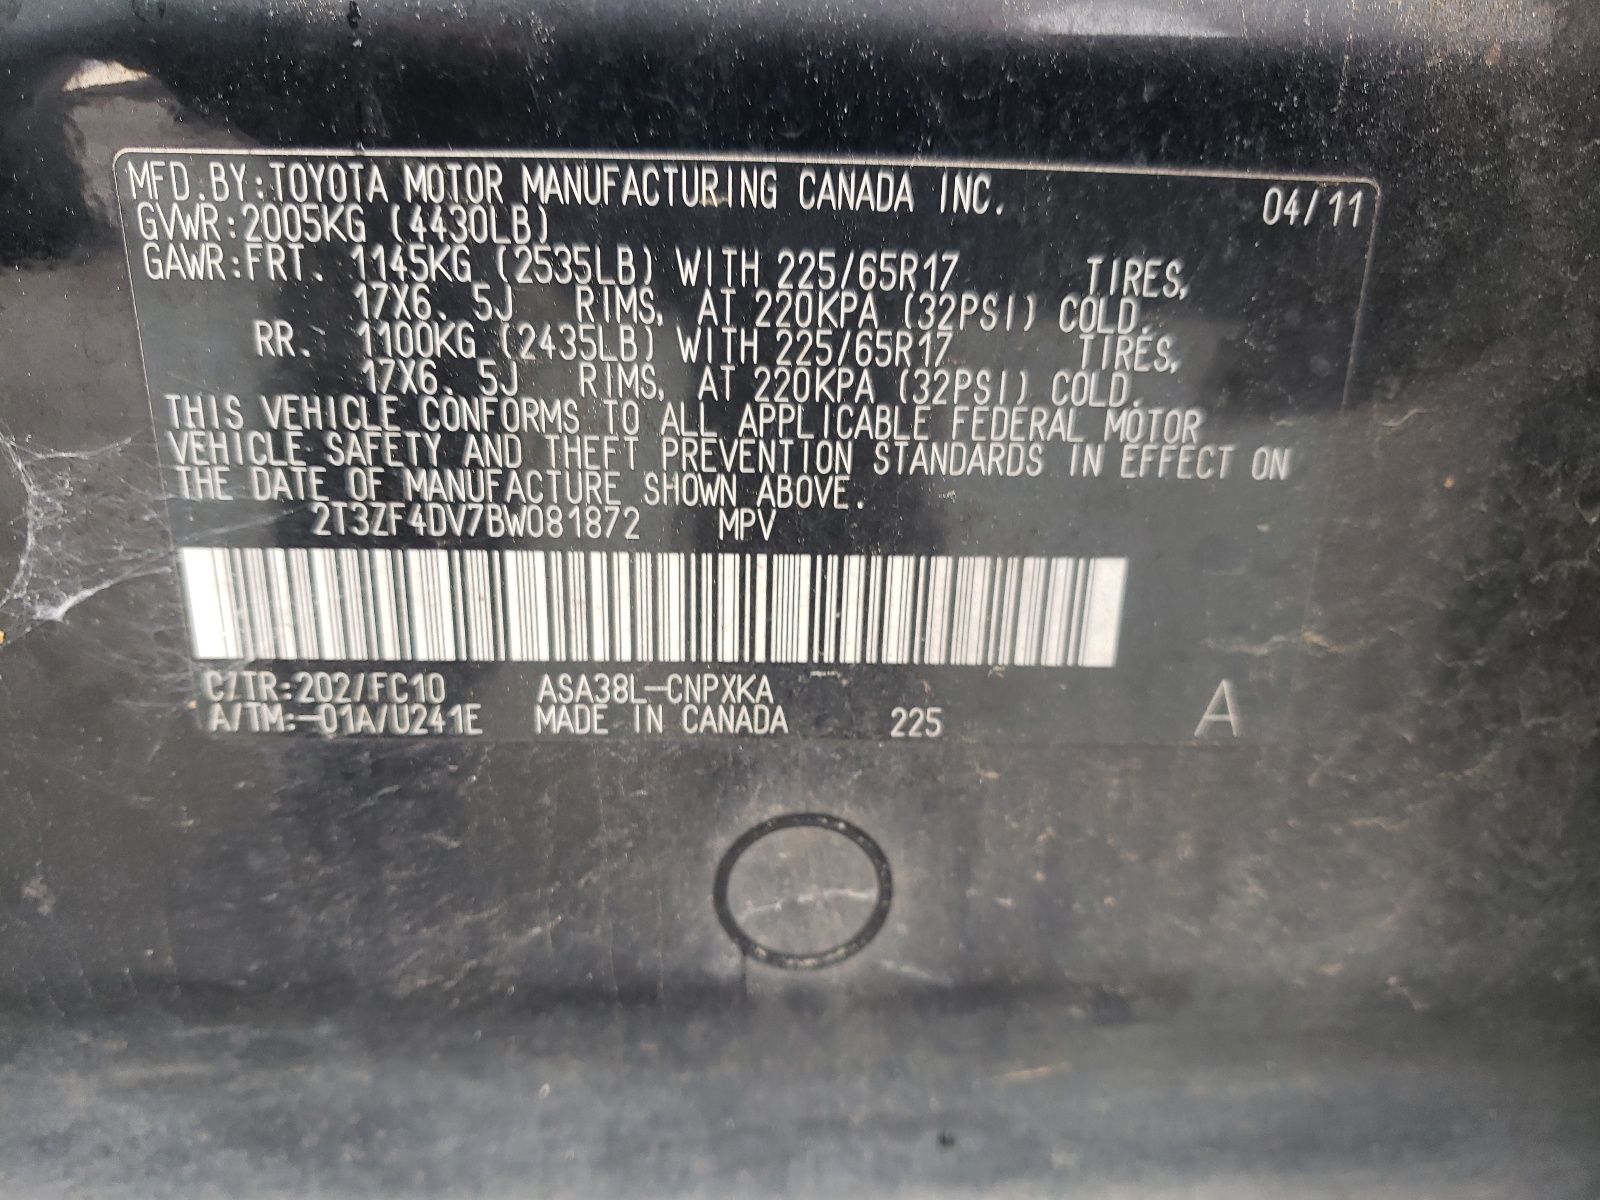 MFD.BY:TOYOTA MOTOR MANUFACTURING CANADA INC. 04/11
GVWR:2005KG (4430LB)
GAWR:FRT. 1145KG (2535LB) WITH 225/65R17 TIRES,
17X6.5J RIMS, AT 220KPA (32PSI) COLD.
RR. 1100KG (2435LB) WITH 225/65R17 TIRES,
17X6.5J RIMS, AT 220KPA (32PSI) COLD.
THIS VEHICLE CONFORMS TO ALL APPLICABLE FEDERAL MOTOR
VEHICLE SAFETY AND THEFT PREVENTION STANDARDS IN EFFECT ON
THE DATE OF MANUFACTURE SHOWN ABOVE.
2T3ZF4DV7BW081872 MPV
C/TR:202/FC10 ASA38L-CNPXKA
A/TM:-01A/U241E MADE IN CANADA 225 A